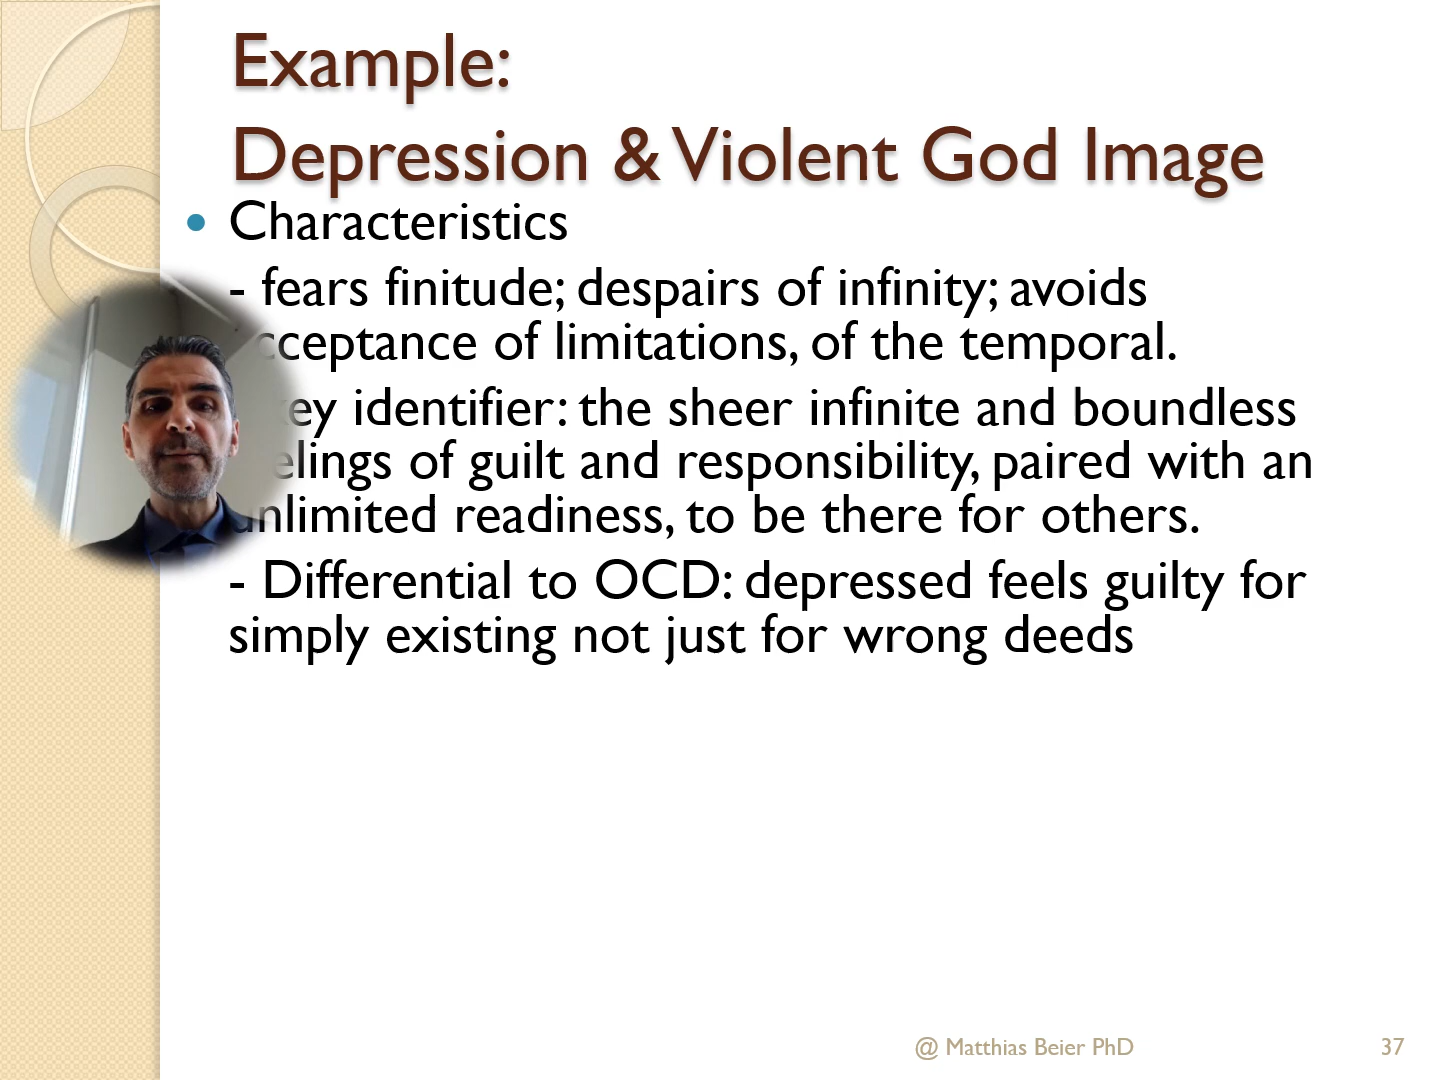 Example:
Depression & Violent God Image
• Characteristics
- fears finitude; despairs of infinity; avoids
acceptance of limitations, of the temporal.
key identifier: the sheer infinite and boundless
feelings of guilt and responsibility, paired with an
unlimited readiness, to be there for others.
- Differential to OCD: depressed feels guilty for
simply existing not just for wrong deeds
@ Matthias Beier PhD
37